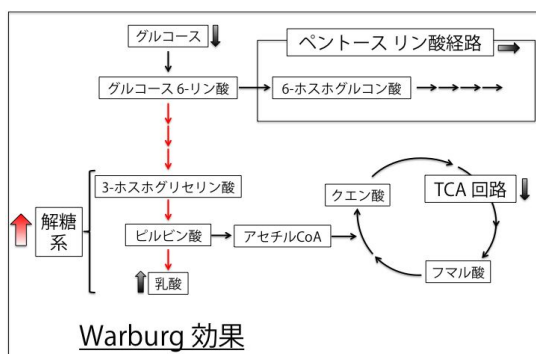 グルコース
ペントース リン酸経路
グルコース 6-リン酸
6-ホスホグルコン酸
3-ホスホグリセリン酸
クエン酸
TCA 回路
解糖
系
ピルビン酸
アセチルCoA
フマル酸
乳酸
Warburg 効果